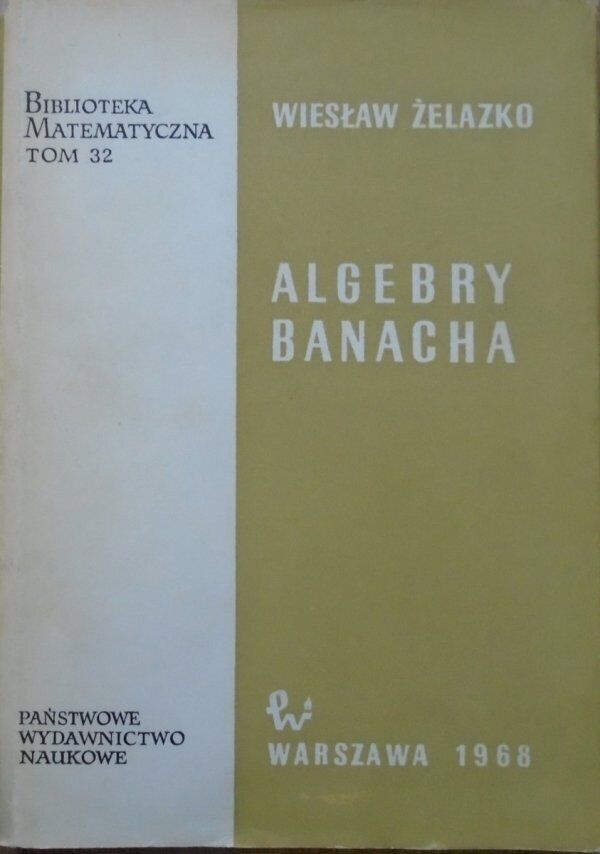 BIBLIOTEKA
MATEMATYCZNA
TOM 32
WIESŁAW ŻELAZKO
ALGEBRY
BANACHA
PAŃSTWOWE
WYDAWNICTWO
NAUKOWE
WARSZAWA 1968